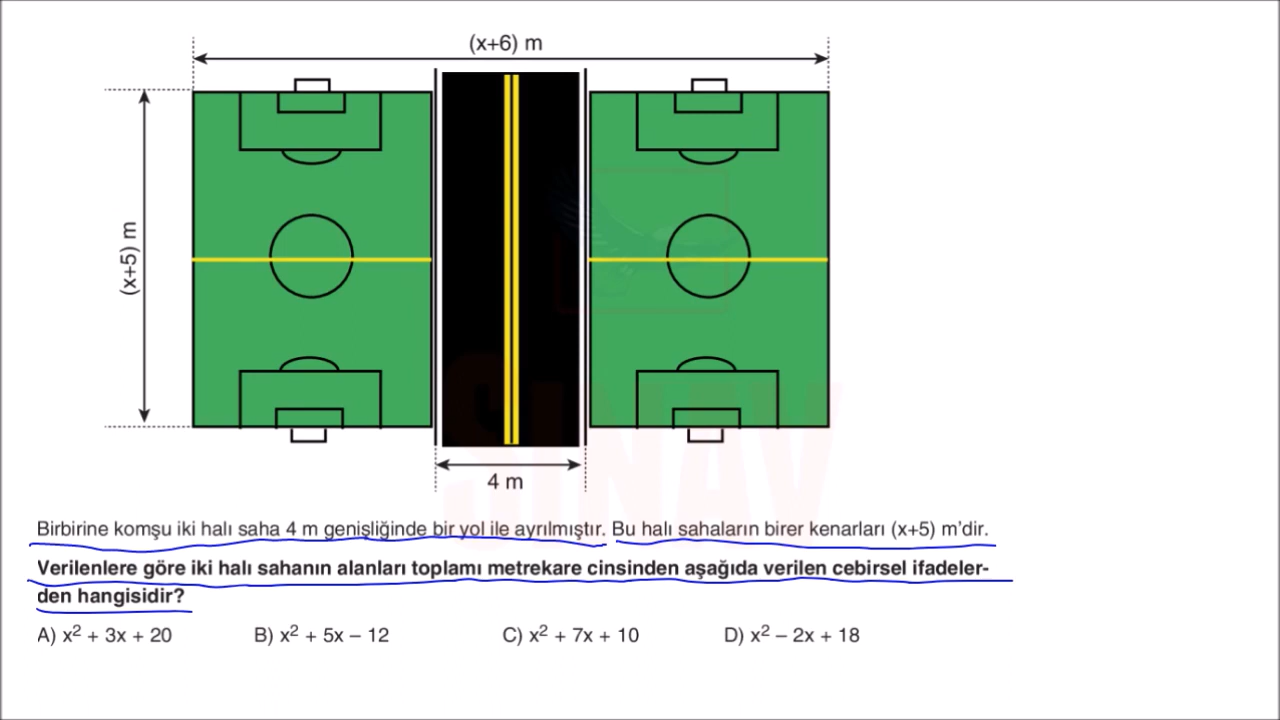 (x+6) m
(x+5) m
4 m
SINAV
Birbirine komşu iki halı saha 4 m genişliğinde bir yol ile ayrılmıştır. Bu halı sahaların birer kenarları (x+5) m’dir.
Verilenlere göre iki halı sahanın alanları toplamı metrekare cinsinden aşağıda verilen cebirsel ifadeler-
den hangisidir?
A) x² + 3x + 20 B) x² + 5x – 12 C) x² + 7x + 10 D) x² – 2x + 18